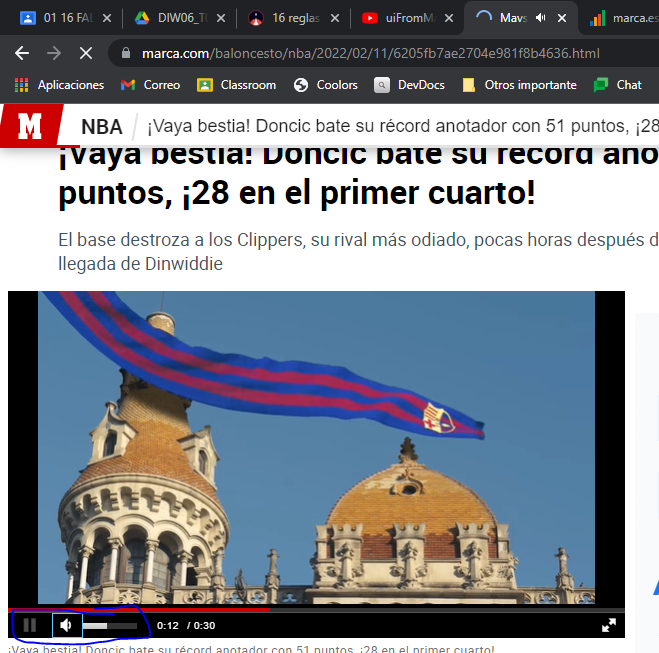 01 16 FAL
DIW06_T
16 reglas
uiFromM
Mavs
marca.es
marca.com/baloncesto/nba/2022/02/11/6205fb7ae2704e981f8b4636.html
Aplicaciones
Correo
Classroom
Coolors
DevDocs
Otros importante
Chat
M
NBA
¡Vaya bestia! Doncic bate su récord anotador con 51 puntos, ¡28
¡Vaya bestia! Doncic bate su récord ano
puntos, ¡28 en el primer cuarto!
El base destroza a los Clippers, su rival más odiado, pocas horas después d
llegada de Dinwiddie
0:12 / 0:30
¡Vaya bestia! Doncic bate su récord anotador con 51 puntos, ¡28 en el primer cuarto!